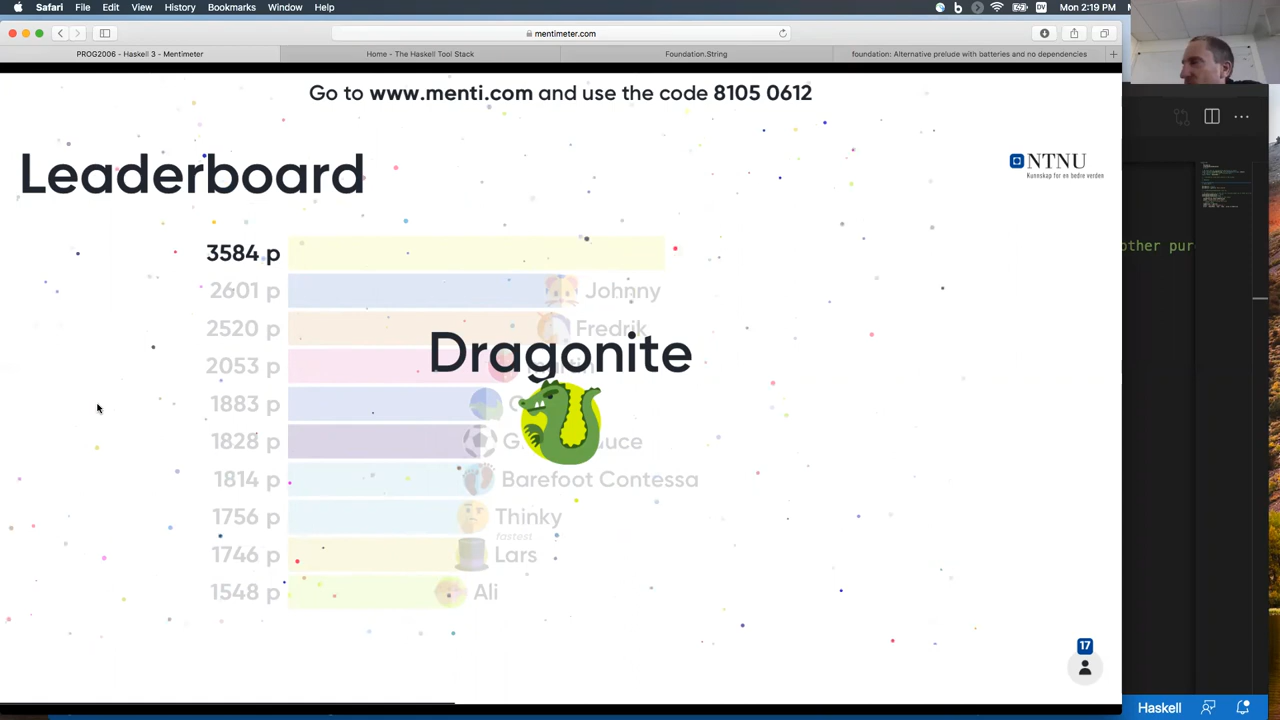 Safari File Edit View History Bookmarks Window Help
DV Mon 2:19 PM
mentimeter.com
PROG2006 - Haskell 3 - Mentimeter
Home - The Haskell Tool Stack
Foundation.String
foundation: Alternative prelude with batteries and no dependencies
Go to www.menti.com and use the code 8105 0612
Leaderboard
NTNU
Kunnskap for en bedre verden
other pur
3584 p
2601 p Johnny
2520 p Fredrik
Dragonite
2053 p
1883 p
1828 p
1814 p Barefoot Contessa
1756 p Thinky
fastest
1746 p Lars
1548 p Ali
17
Haskell